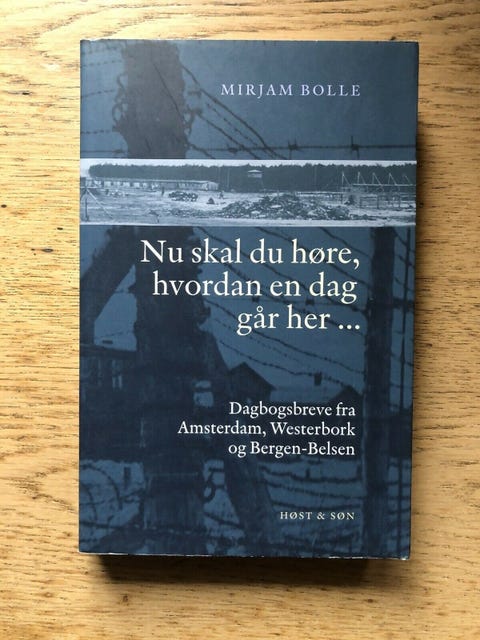 MIRJAM BOLLE
Nu skal du høre,
hvordan en dag
går her ...
Dagbogsbreve fra
Amsterdam, Westerbork
og Bergen-Belsen
HØST & SØN